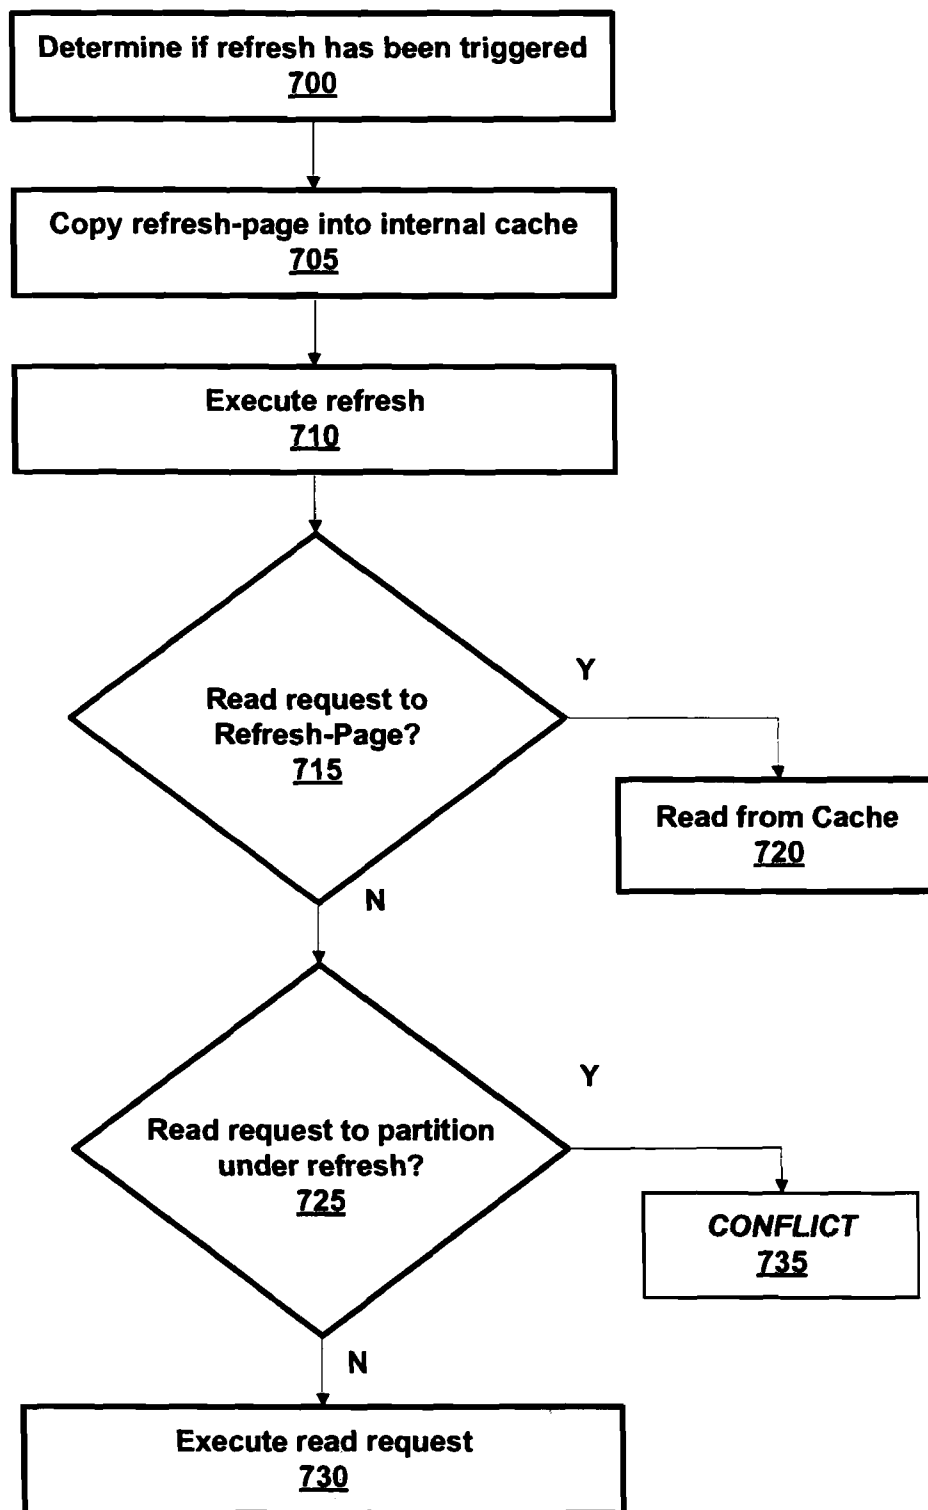 Determine if refresh has been triggered
700
Copy refresh-page into internal cache
705
Execute refresh
710
Read request to
Refresh-Page?
715
Y
Read from Cache
720
N
Read request to partition
under refresh?
725
Y
CONFLICT
735
N
Execute read request
730